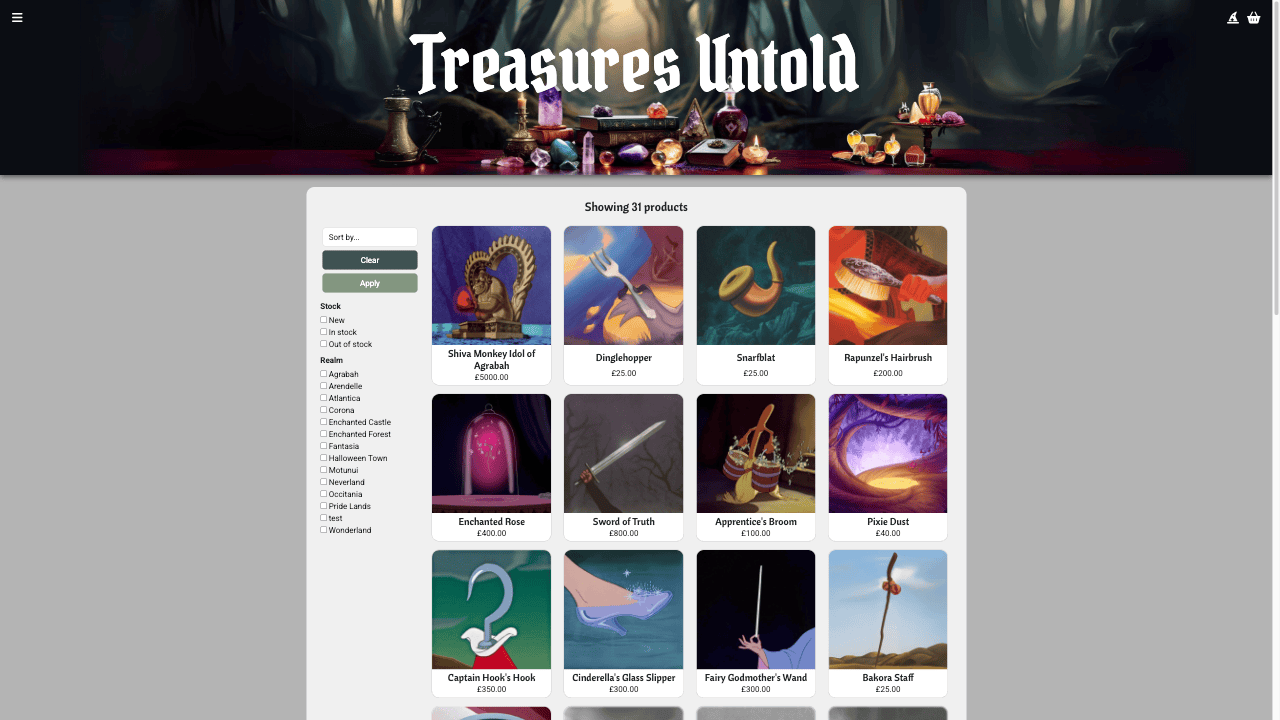 Treasures Untold
Showing 31 products
Sort by...
Clear
Apply
Stock
New
In stock
Out of stock
Realm
Agrabah
Arendelle
Atlantica
Corona
Enchanted Castle
Enchanted Forest
Fantasia
Halloween Town
Motunui
Neverland
Occitania
Pride Lands
test
Wonderland
Shiva Monkey Idol of
Agrabah
£5000.00
Dinglehopper
£25.00
Snarfblat
£25.00
Rapunzel's Hairbrush
£200.00
Enchanted Rose
£400.00
Sword of Truth
£800.00
Apprentice's Broom
£100.00
Pixie Dust
£40.00
Captain Hook's Hook
£350.00
Cinderella's Glass Slipper
£300.00
Fairy Godmother's Wand
£300.00
Bakora Staff
£25.00